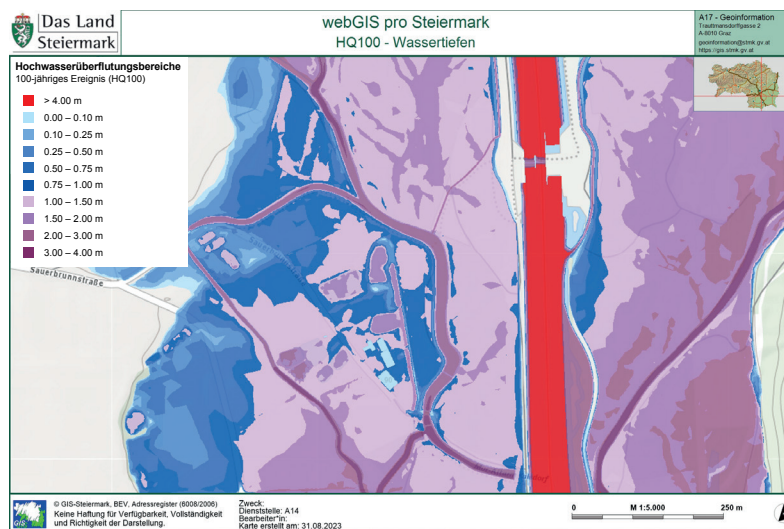 Das Land
Steiermark
webGIS pro Steiermark
HQ100 - Wassertiefen
A17 - Geoinformation
Trauttmansdorffgasse 2
A-8010 Graz
geoinformation@stmk.gv.at
https://gis.stmk.gv.at
Hochwasserüberflutungsbereiche
100-jähriges Ereignis (HQ100)
> 4.00 m
0.00 – 0.10 m
0.10 – 0.25 m
0.25 – 0.50 m
0.50 – 0.75 m
0.75 – 1.00 m
1.00 – 1.50 m
1.50 – 2.00 m
2.00 – 3.00 m
3.00 – 4.00 m
Sauerbrunnstraße
GIS
© GIS-Steiermark, BEV, Adressregister (6008/2006)
Keine Haftung für Verfügbarkeit, Vollständigkeit
und Richtigkeit der Darstellung.
Zweck:
Dienststelle: A14
Bearbeiter*in:
Karte erstellt am: 31.08.2023
0 M 1:5.000 250 m